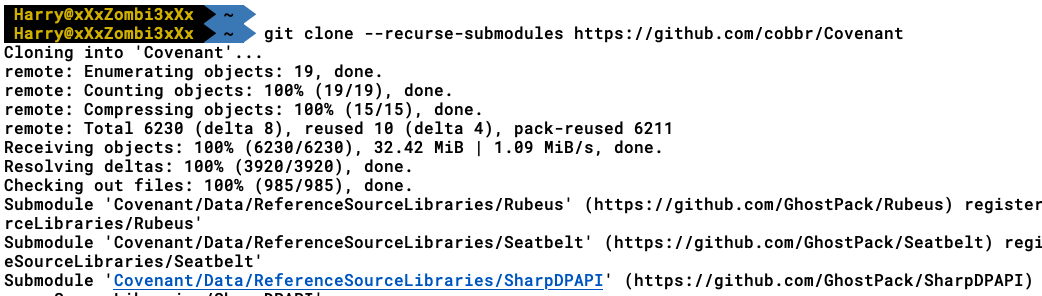 Harry@xXxZombi3xXx ~
Harry@xXxZombi3xXx ~ git clone --recurse-submodules https://github.com/cobbr/Covenant
Cloning into 'Covenant'...
remote: Enumerating objects: 19, done.
remote: Counting objects: 100% (19/19), done.
remote: Compressing objects: 100% (15/15), done.
remote: Total 6230 (delta 8), reused 10 (delta 4), pack-reused 6211
Receiving objects: 100% (6230/6230), 32.42 MiB | 1.09 MiB/s, done.
Resolving deltas: 100% (3920/3920), done.
Checking out files: 100% (985/985), done.
Submodule 'Covenant/Data/ReferenceSourceLibraries/Rubeus' (https://github.com/GhostPack/Rubeus) register
rceLibraries/Rubeus'
Submodule 'Covenant/Data/ReferenceSourceLibraries/Seatbelt' (https://github.com/GhostPack/Seatbelt) regi
eSourceLibraries/Seatbelt'
Submodule 'Covenant/Data/ReferenceSourceLibraries/SharpDPAPI' (https://github.com/GhostPack/SharpDPAPI)